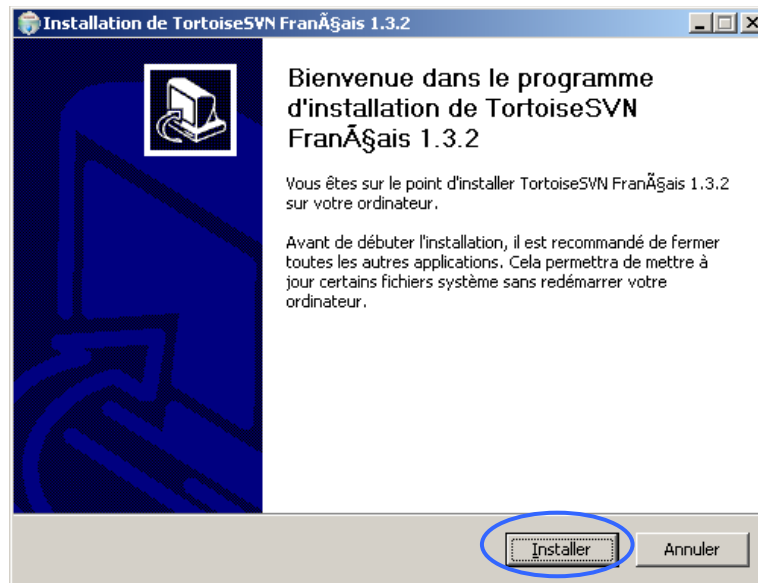 Installation de TortoiseSVN FranÃ§ais 1.3.2
Bienvenue dans le programme
d'installation de TortoiseSVN
FranÃ§ais 1.3.2
Vous êtes sur le point d'installer TortoiseSVN FranÃ§ais 1.3.2
sur votre ordinateur.
Avant de débuter l'installation, il est recommandé de fermer
toutes les autres applications. Cela permettra de mettre à
jour certains fichiers système sans redémarrer votre
ordinateur.
Installer
Annuler